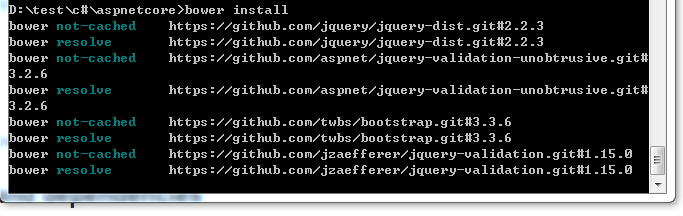 D:\test\c#\aspnetcore>bower install
bower not-cached    https://github.com/jquery/jquery-dist.git#2.2.3
bower resolve       https://github.com/jquery/jquery-dist.git#2.2.3
bower not-cached    https://github.com/aspnet/jquery-validation-unobtrusive.git#
3.2.6
bower resolve       https://github.com/aspnet/jquery-validation-unobtrusive.git#
3.2.6
bower not-cached    https://github.com/twbs/bootstrap.git#3.3.6
bower resolve       https://github.com/twbs/bootstrap.git#3.3.6
bower not-cached    https://github.com/jzaefferer/jquery-validation.git#1.15.0
bower resolve       https://github.com/jzaefferer/jquery-validation.git#1.15.0
dependencies